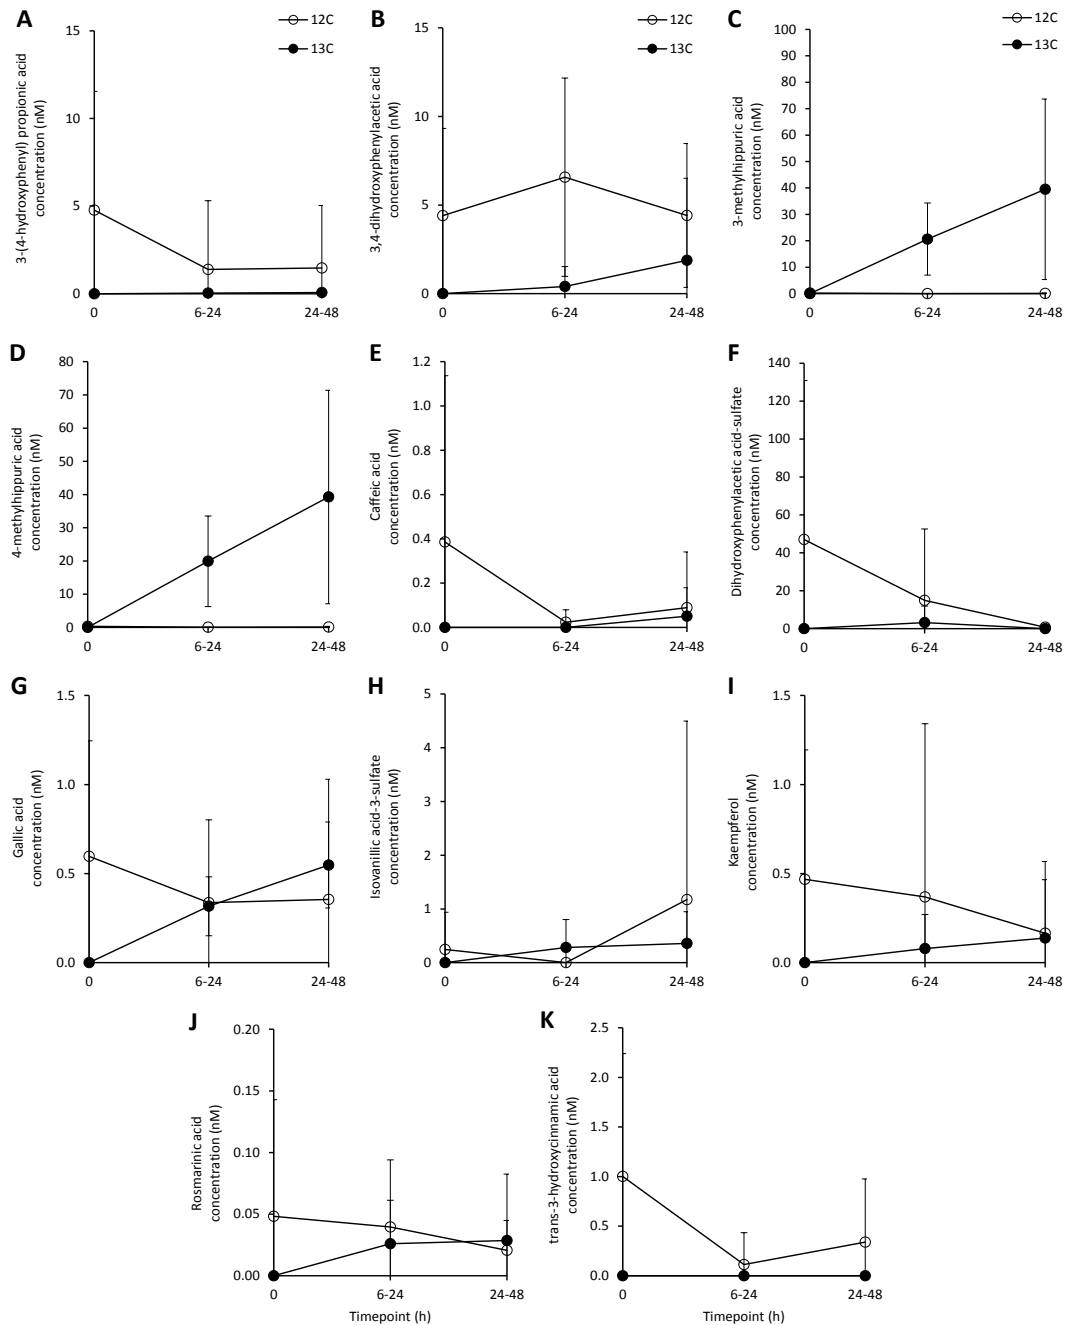 A
12C
13C
3-(4-hydroxyphenyl) propionic acid
concentration (nM)
15
10
5
0
0
6-24
24-48
B
12C
13C
3,4-dihydroxyphenylacetic acid
concentration (nM)
15
10
5
0
0
6-24
24-48
C
12C
13C
3-methylhippuric acid
concentration (nM)
100
90
80
70
60
50
40
30
20
10
0
0
6-24
24-48
D
4-methylhippuric acid
concentration (nM)
80
70
60
50
40
30
20
10
0
0
6-24
24-48
E
Caffeic acid
concentration (nM)
1.2
1.0
0.8
0.6
0.4
0.2
0.0
0
6-24
24-48
F
Dihydroxyphenylacetic acid-sulfate
concentration (nM)
140
120
100
80
60
40
20
0
0
6-24
24-48
G
Gallic acid
concentration (nM)
1.5
1.0
0.5
0.0
0
6-24
24-48
H
Isovanillic acid-3-sulfate
concentration (nM)
5
4
3
2
1
0
0
6-24
24-48
I
Kaempferol
concentration (nM)
1.5
1.0
0.5
0.0
0
6-24
24-48
J
Rosmarinic acid
concentration (nM)
0.20
0.15
0.10
0.05
0.00
0
6-24
24-48
Timepoint (h)
K
trans-3-hydroxycinnamic acid
concentration (nM)
2.5
2.0
1.5
1.0
0.5
0.0
0
6-24
24-48
Timepoint (h)